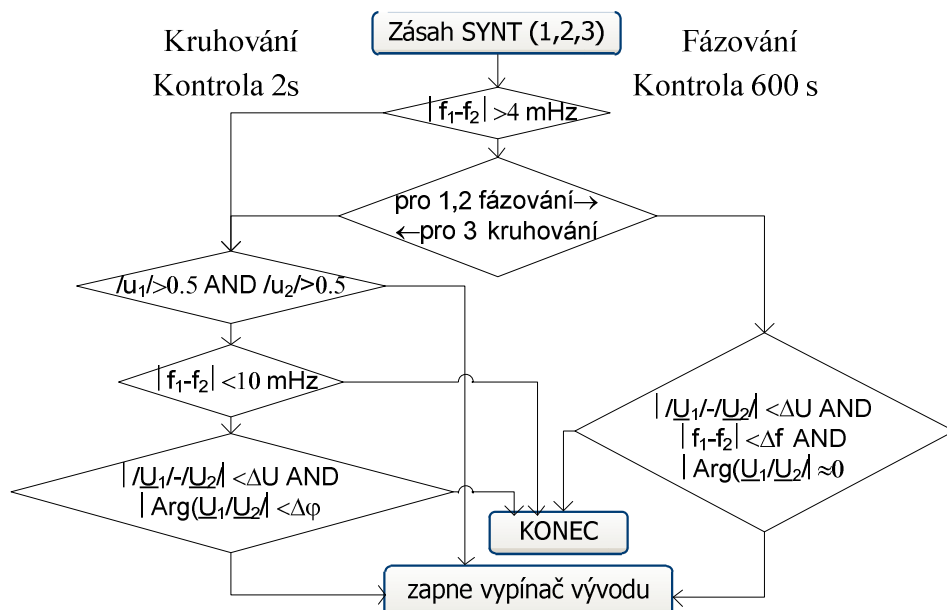 Kruhování
Kontrola 2s
Zásah SYNT (1,2,3)
Fázování
Kontrola 600 s
|f₁-f₂| >4 mHz
pro 1,2 fázování→
←pro 3 kruhování
/u₁/>0.5 AND /u₂/>0.5
|f₁-f₂| <10 mHz
|/U₁/-/U₂/| <ΔU AND
|Arg(U₁/U₂/| <Δφ
|/U₁/-/U₂/| <ΔU AND
|f₁-f₂| <Δf AND
|Arg(U₁/U₂/| ≈0
KONEC
zapne vypínač vývodu